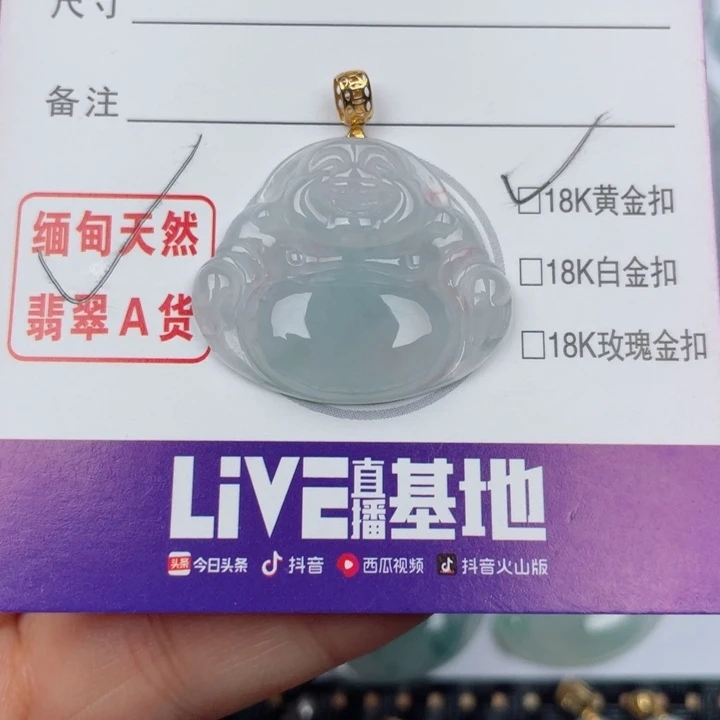 尺寸
备注
缅甸天然
翡翠A货
□18K黄金扣
□18K白金扣
□18K玫瑰金扣
LiVE直播基地
头条 今日头条 抖音 西瓜视频 抖音火山版